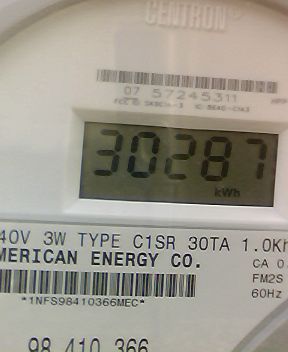 CENTRON®
07 57245311
30287
kWh
40V 3W TYPE C1SR 30TA 1.0Kh
MERICAN ENERGY CO.
CA 0.
FM2S
*1NFS98410366MEC*
60Hz
98 410 366